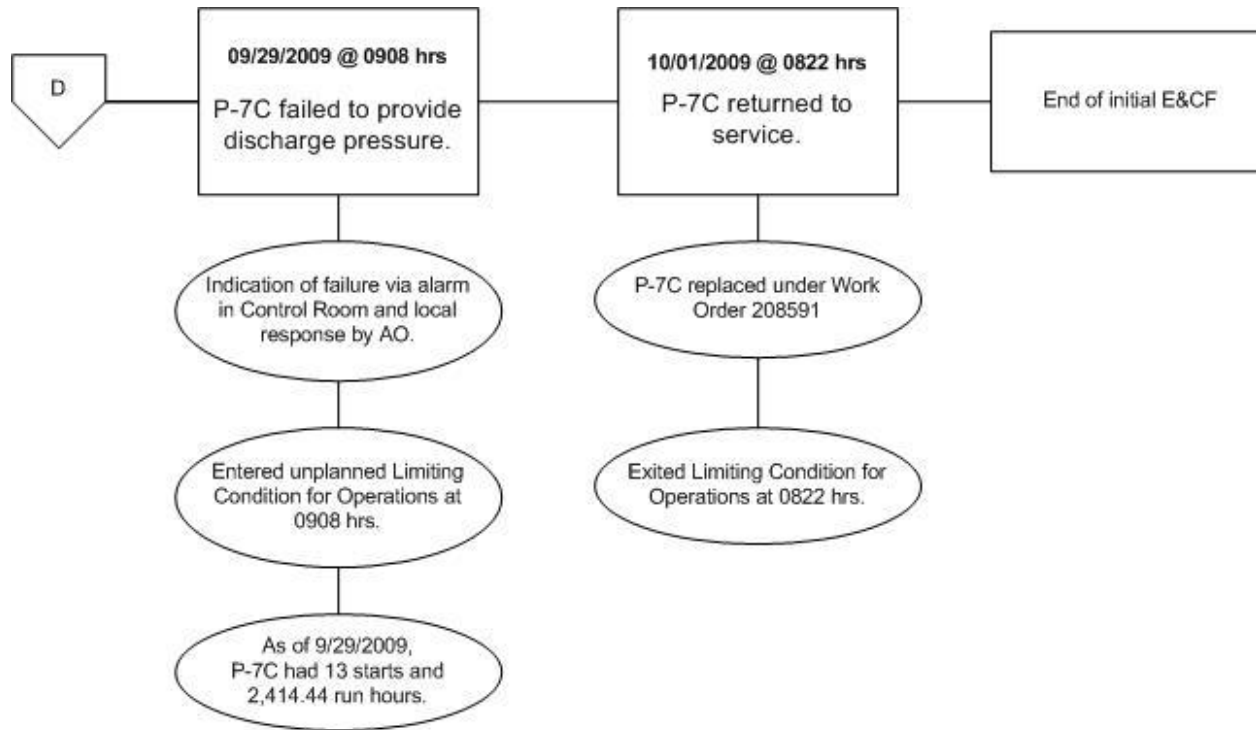 D
09/29/2009 @ 0908 hrs
P-7C failed to provide
discharge pressure.
10/01/2009 @ 0822 hrs
P-7C returned to
service.
End of initial E&CF
Indication of failure via alarm
in Control Room and local
response by AO.
P-7C replaced under Work
Order 208591
Entered unplanned Limiting
Condition for Operations at
0908 hrs.
Exited Limiting Condition for
Operations at 0822 hrs.
As of 9/29/2009,
P-7C had 13 starts and
2,414.44 run hours.